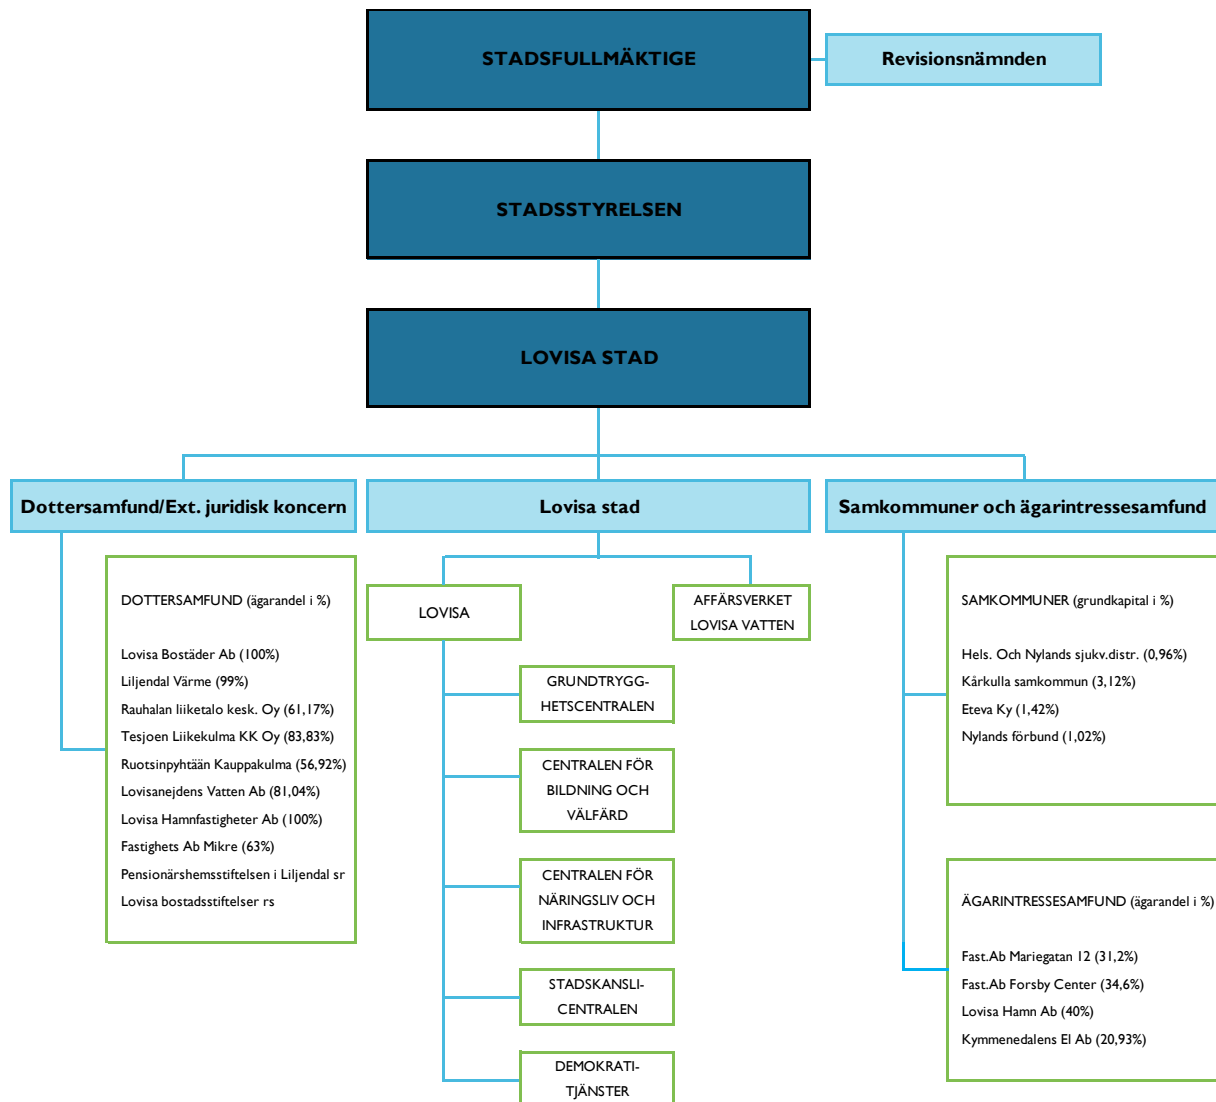 STADSFULLMÄKTIGE
Revisionsnämnden
STADSSTYRELSEN
LOVISA STAD
Dottersamfund/Ext. juridisk koncern
Lovisa stad
Samkommuner och ägarintressesamfund
DOTTERSAMFUND (ägarandel i %)
Lovisa Bostäder Ab (100%)
Liljendal Värme (99%)
Rauhalan liiketalo kesk. Oy (61,17%)
Tesjoen Liikekulma KK Oy (83,83%)
Ruotsinpyhtään Kauppakulma (56,92%)
Lovisanejdens Vatten Ab (81,04%)
Lovisa Hamnfastigheter Ab (100%)
Fastighets Ab Mikre (63%)
Pensionärshemsstiftelsen i Liljendal sr
Lovisa bostadsstiftelser rs
LOVISA
AFFÄRSVERKET
LOVISA VATTEN
GRUNDTRYGG-
HETSCENTRALEN
CENTRALEN FÖR
BILDNING OCH
VÄLFÄRD
CENTRALEN FÖR
NÄRINGSLIV OCH
INFRASTRUKTUR
STADSKANSLI-
CENTRALEN
DEMOKRATI-
TJÄNSTER
SAMKOMMUNER (grundkapital i %)
Hels. Och Nylands sjukv.distr. (0,96%)
Kårkulla samkommun (3,12%)
Eteva Ky (1,42%)
Nylands förbund (1,02%)
ÄGARINTRESSESAMFUND (ägarandel i %)
Fast.Ab Mariegatan 12 (31,2%)
Fast.Ab Forsby Center (34,6%)
Lovisa Hamn Ab (40%)
Kymmenedalens El Ab (20,93%)